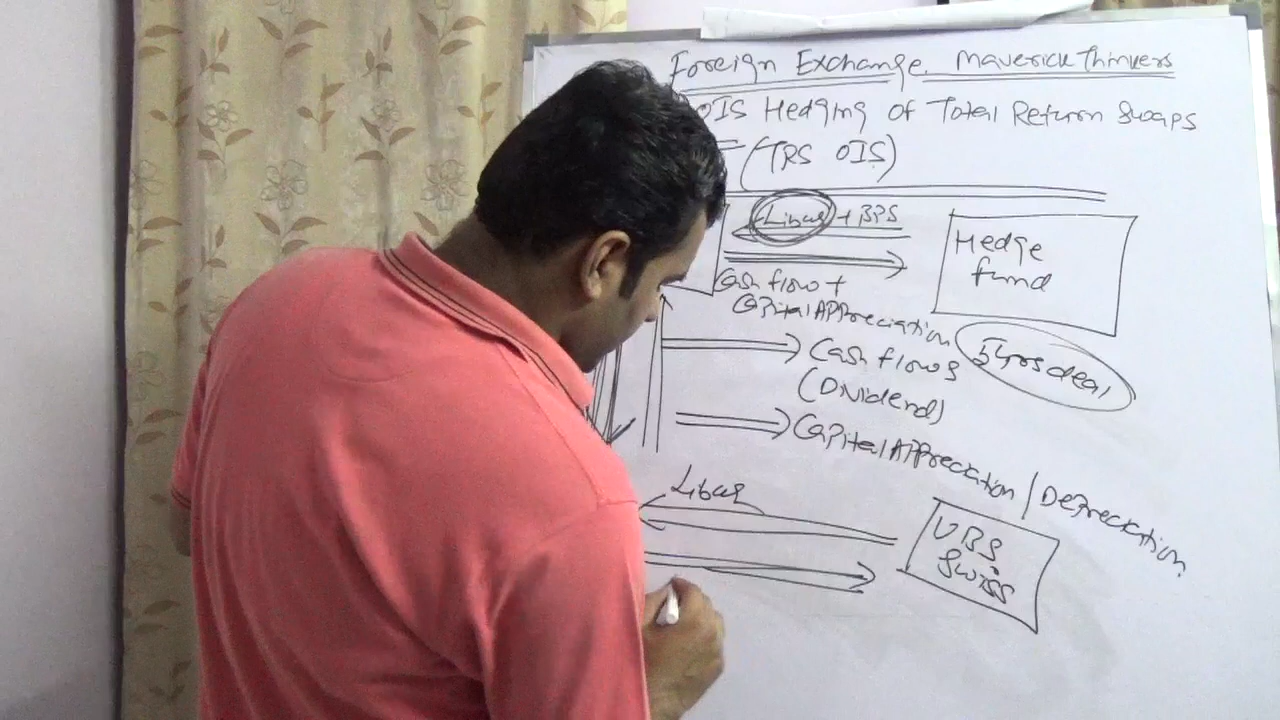 Foreign Exchange Maverick Thinkers
OIS Hedging of Total Return Swaps
(TRS OIS)
Libor + BPS
Hedge
fund
Cash flow +
Capital Appreciation
5 yrs deal
Cash flows
(Dividend)
Capital Appreciation / Depreciation
Libor
UBS
Swiss